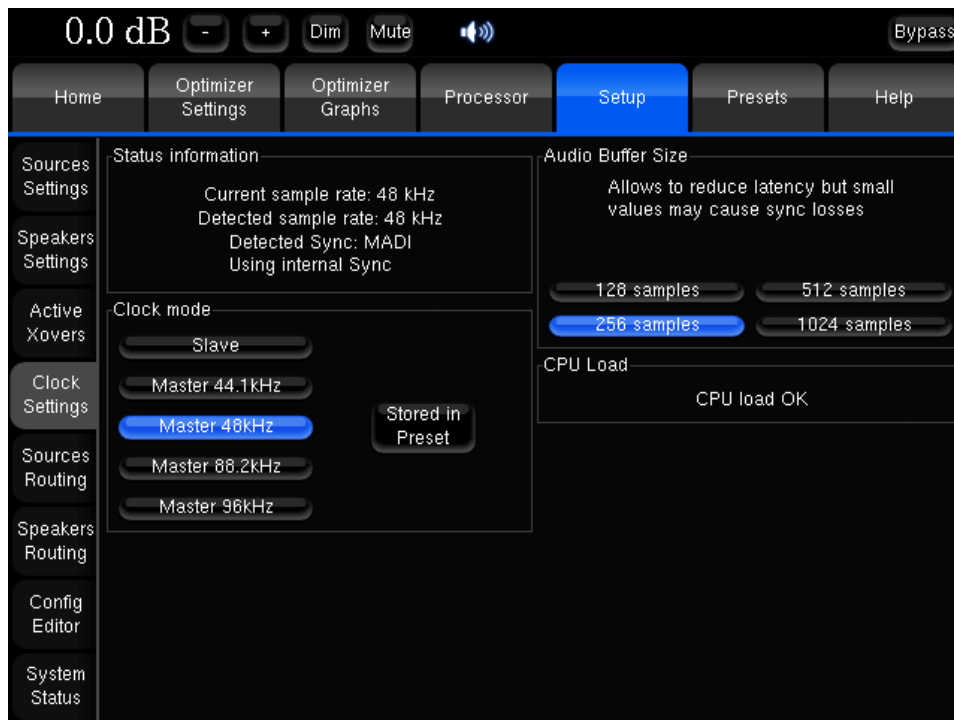 0.0 dB - + Dim Mute Bypass
Home
Optimizer
Settings
Optimizer
Graphs
Processor
Setup
Presets
Help
Sources
Settings
Speakers
Settings
Active
Xovers
Clock
Settings
Sources
Routing
Speakers
Routing
Config
Editor
System
Status
Status information
Current sample rate: 48 kHz
Detected sample rate: 48 kHz
Detected Sync: MADI
Using internal Sync
Clock mode
Slave
Master 44.1kHz
Master 48kHz
Master 88.2kHz
Master 96kHz
Stored in
Preset
Audio Buffer Size
Allows to reduce latency but small
values may cause sync losses
128 samples
512 samples
256 samples
1024 samples
CPU Load
CPU load OK